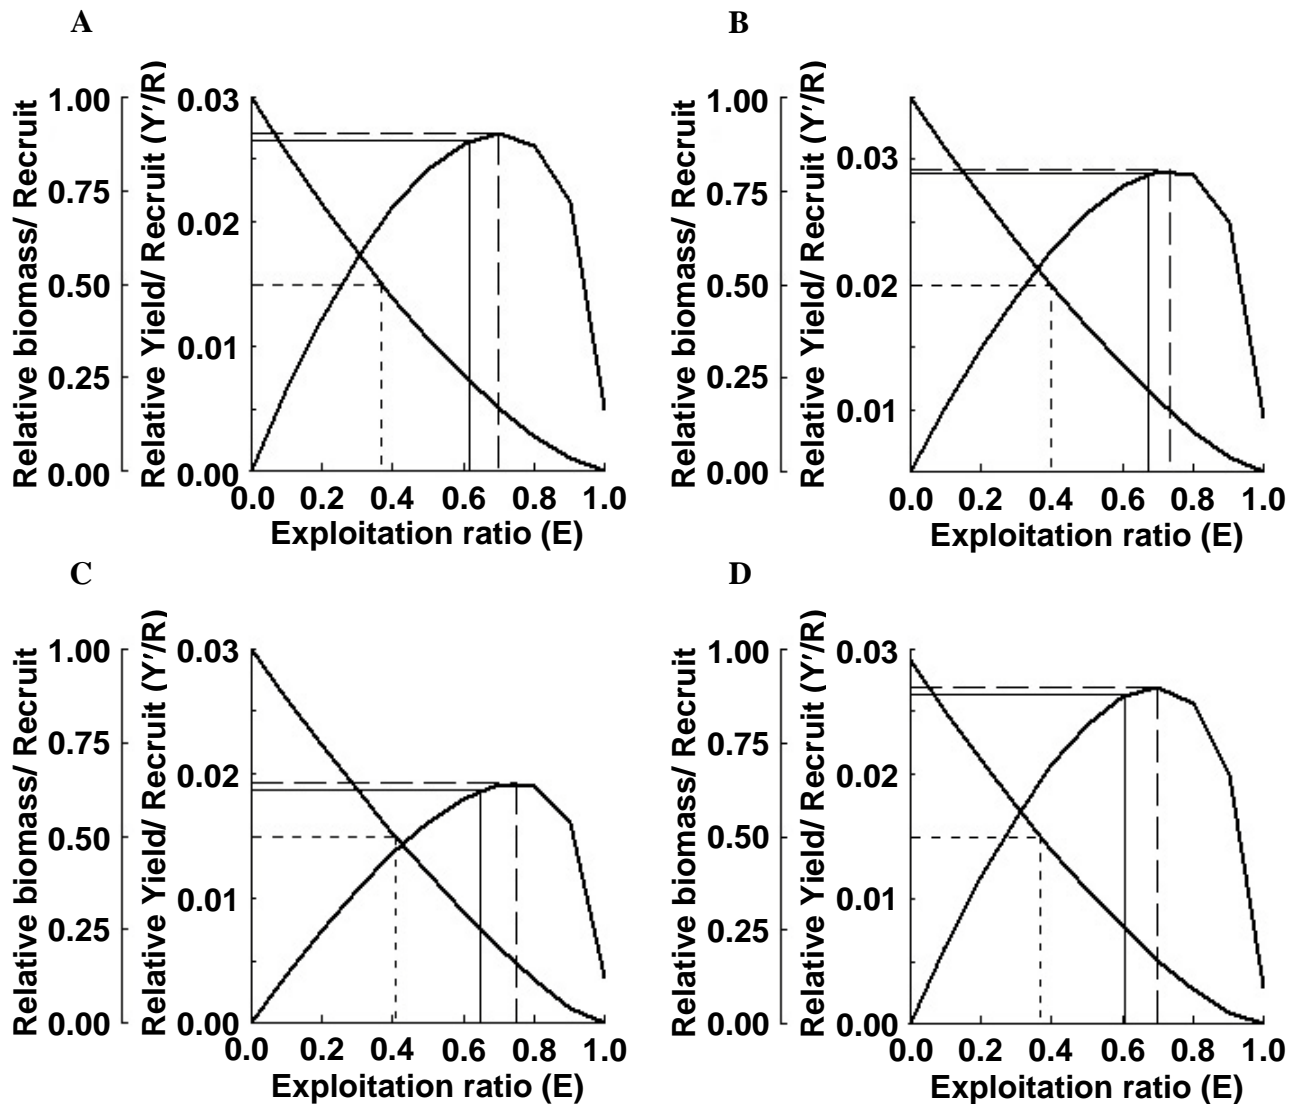 A
Relative biomass/ Recruit
1.00
0.75
0.50
0.25
0.00
Relative Yield/ Recruit (Y'/R)
0.03
0.02
0.01
0.00
0.0 0.2 0.4 0.6 0.8 1.0
Exploitation ratio (E)
B
Relative biomass/ Recruit
1.00
0.75
0.50
0.25
0.00
Relative Yield/ Recruit (Y'/R)
0.03
0.02
0.01
0.0 0.2 0.4 0.6 0.8 1.0
Exploitation ratio (E)
C
Relative biomass/ Recruit
1.00
0.75
0.50
0.25
0.00
Relative Yield/ Recruit (Y'/R)
0.03
0.02
0.01
0.00
0.0 0.2 0.4 0.6 0.8 1.0
Exploitation ratio (E)
D
Relative biomass/ Recruit
1.00
0.75
0.50
0.25
0.00
Relative Yield/ Recruit (Y'/R)
0.03
0.02
0.01
0.00
0.0 0.2 0.4 0.6 0.8 1.0
Exploitation ratio (E)